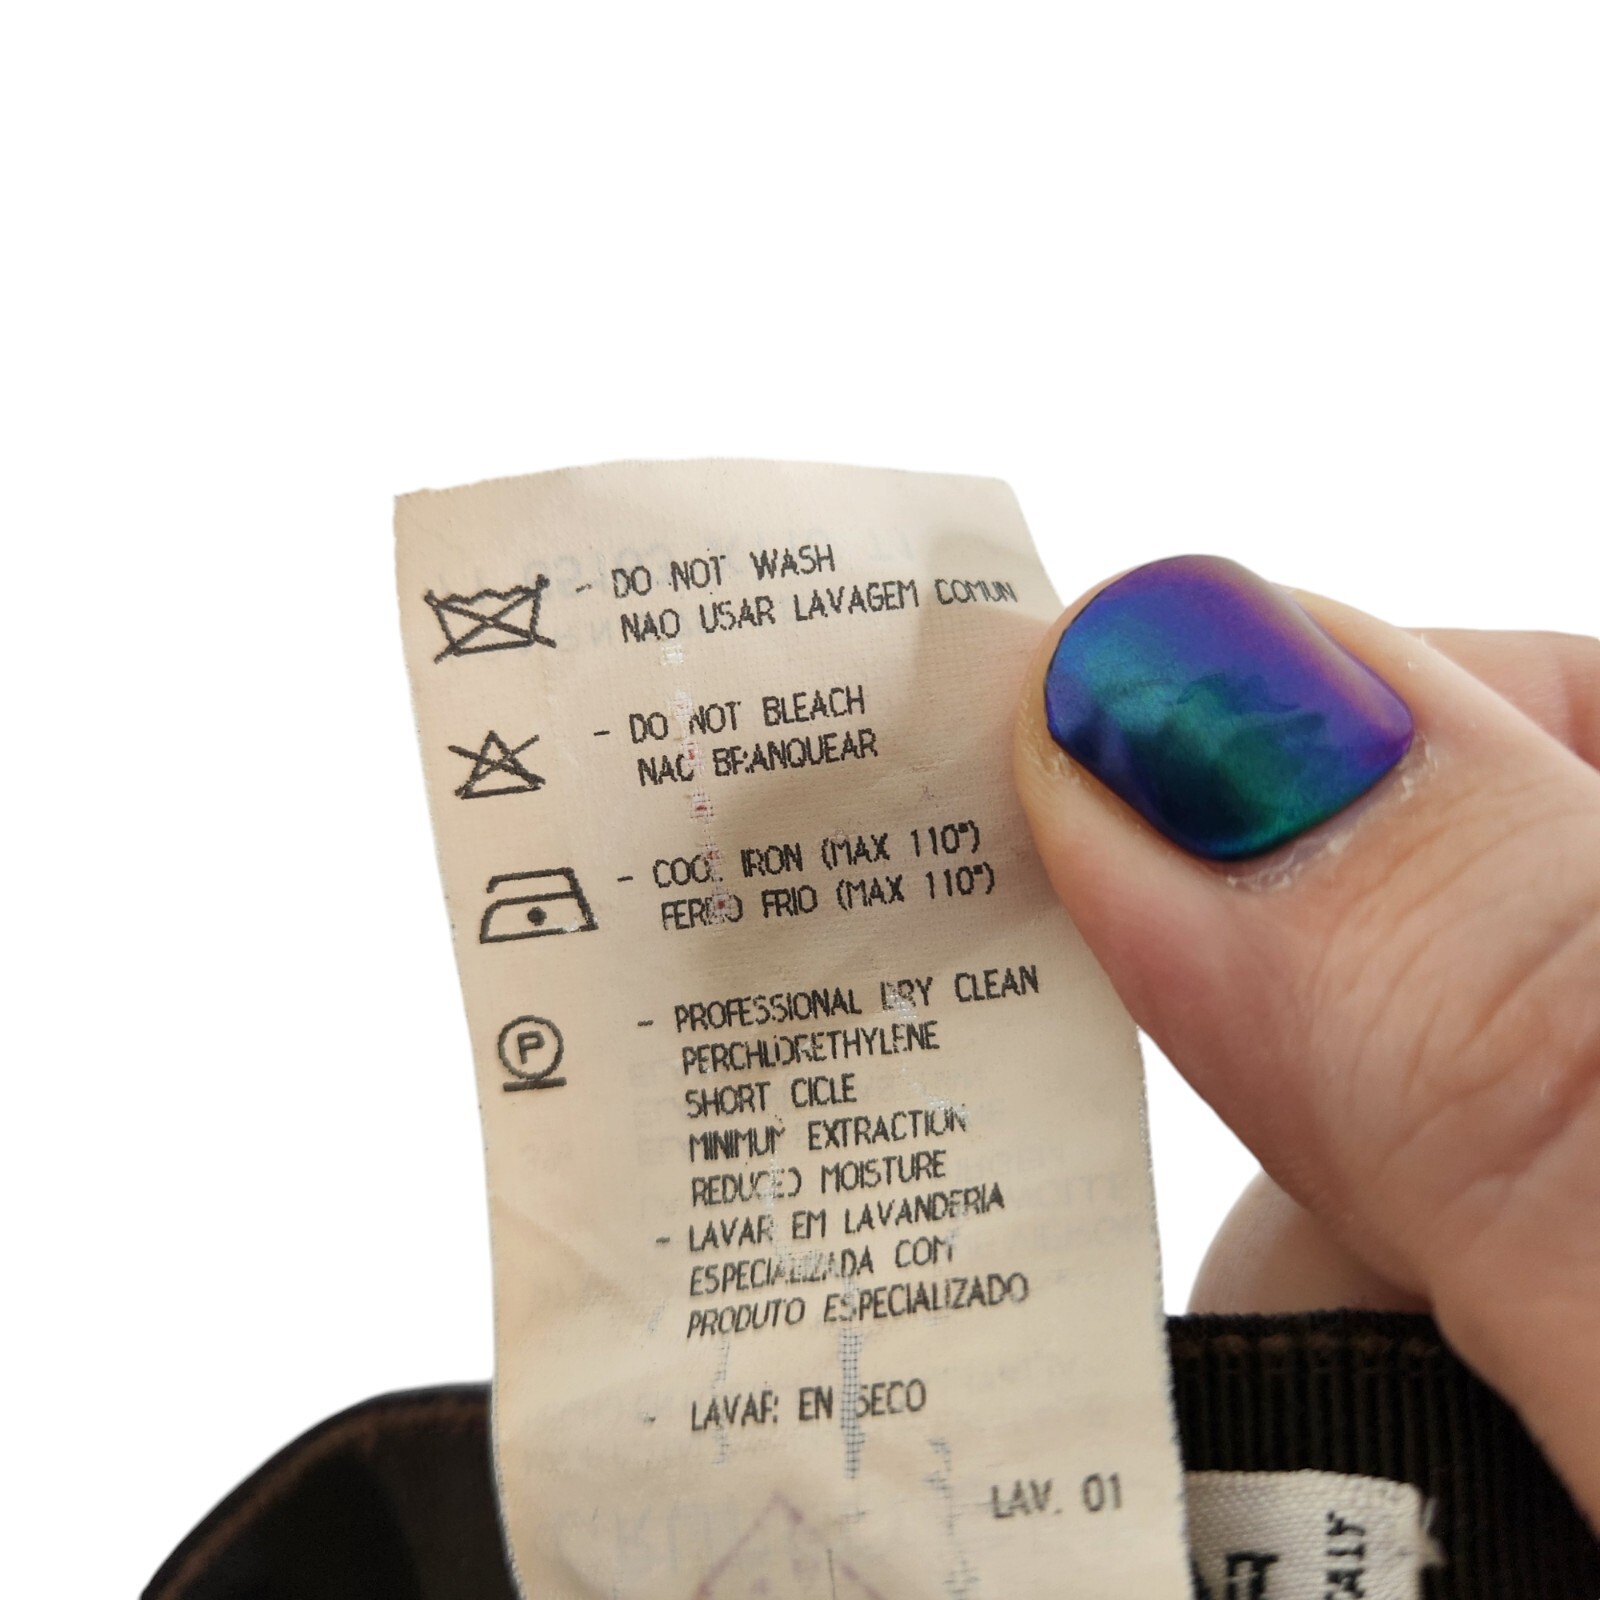 - DO NOT WASH
NAO USAR LAVAGEM COMUN
- DO NOT BLEACH
NAO BRANQUEAR
- COOL IRON (MAX 110°)
FERRO FRIO (MAX 110°)
P
- PROFESSIONAL DRY CLEAN
PERCHLORETHYLENE
SHORT CICLE
MINIMUM EXTRACTION
REDUCED MOISTURE
- LAVAR EM LAVANDERIA
ESPECIALIZADA COM
PRODUTO ESPECIALIZADO
- LAVAR EN SECO
LAV. 01